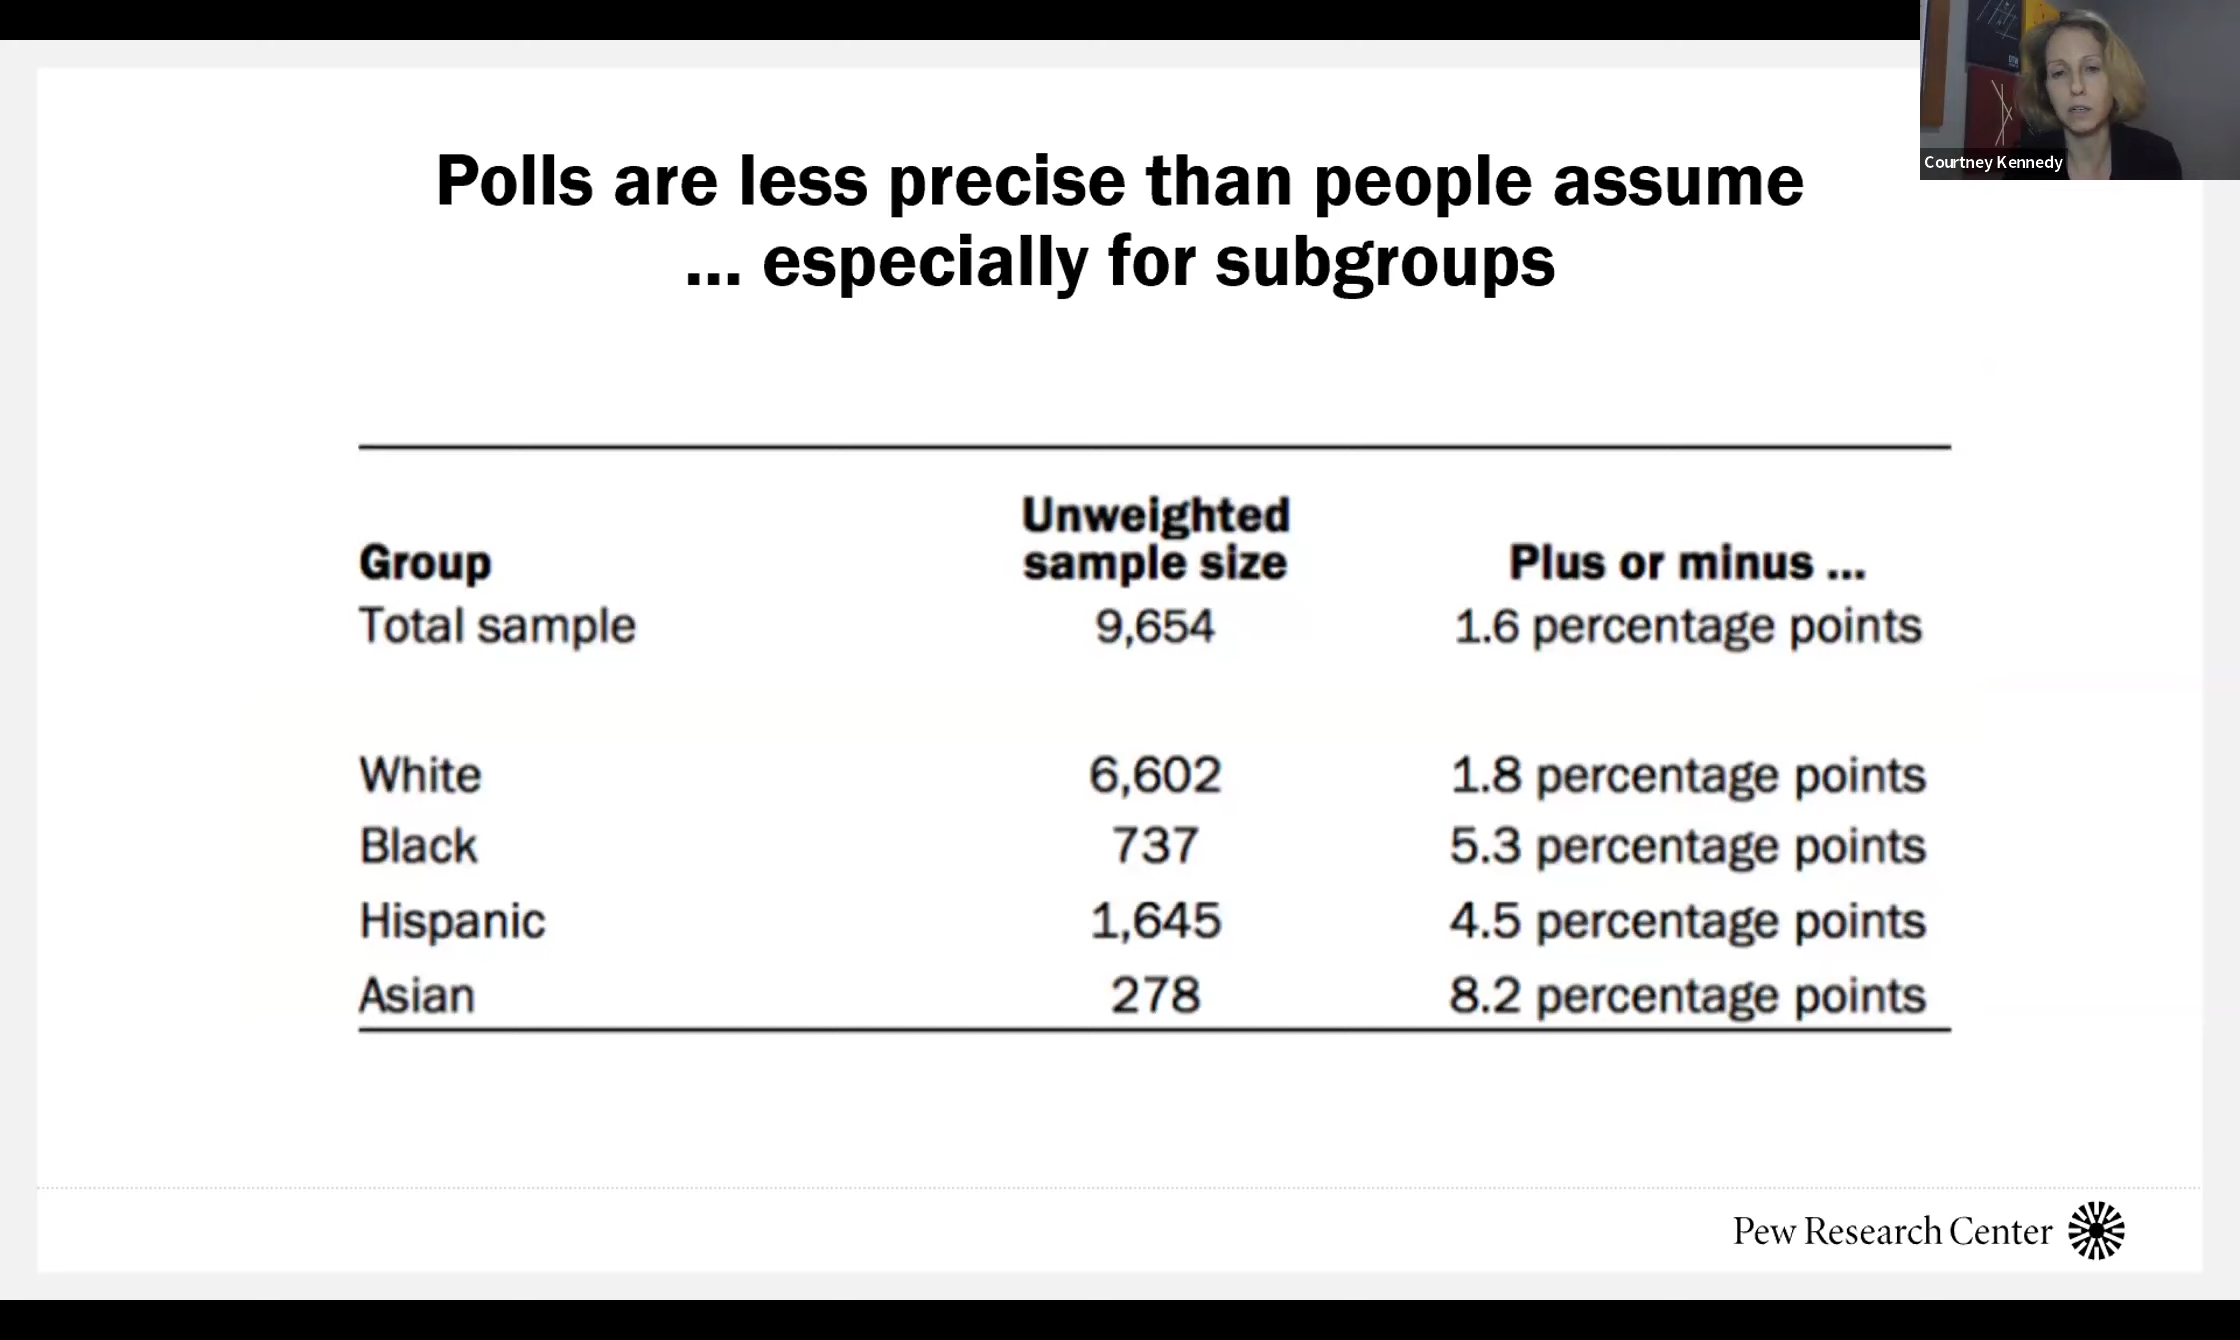 Courtney Kennedy
Polls are less precise than people assume
... especially for subgroups
Group Unweighted sample size Plus or minus ...
Total sample 9,654 1.6 percentage points
White 6,602 1.8 percentage points
Black 737 5.3 percentage points
Hispanic 1,645 4.5 percentage points
Asian 278 8.2 percentage points
Pew Research Center